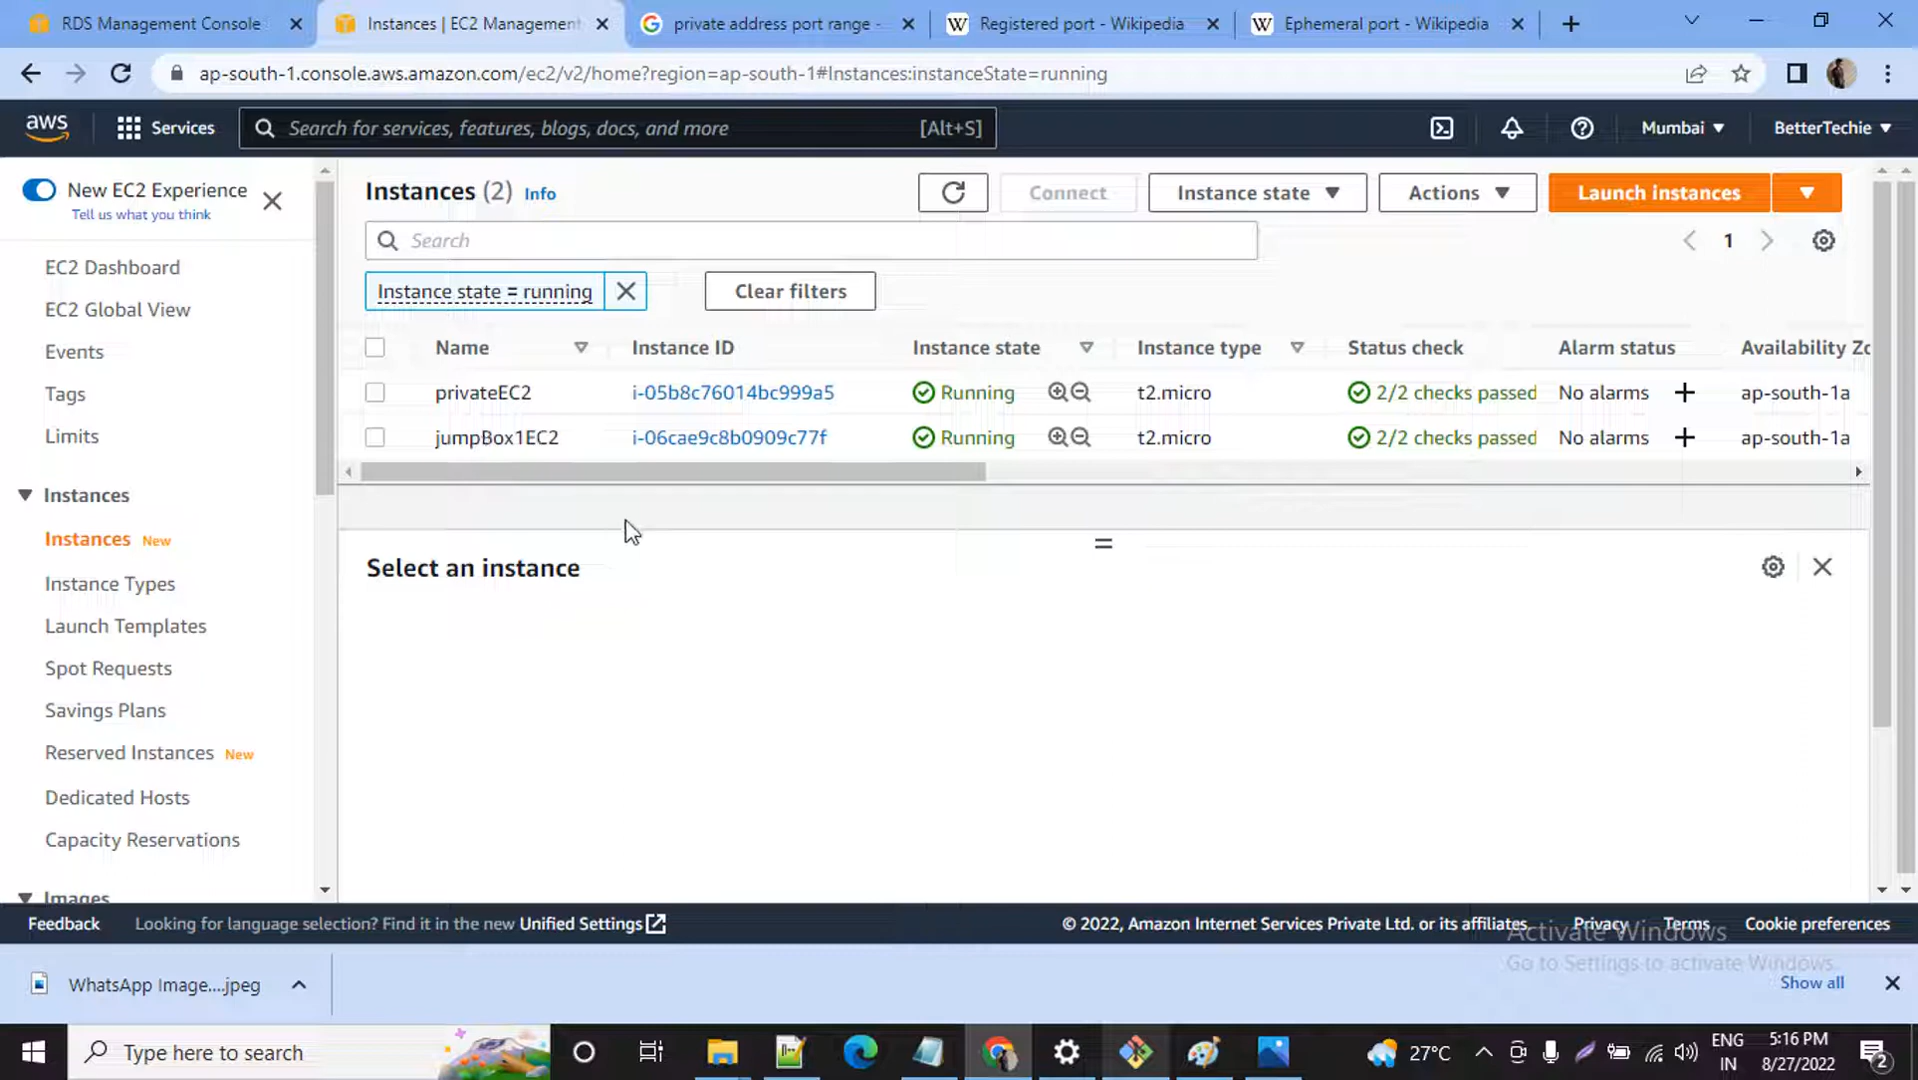 RDS Management Console
Instances | EC2 Management
private address port range -
Registered port - Wikipedia
Ephemeral port - Wikipedia
ap-south-1.console.aws.amazon.com/ec2/v2/home?region=ap-south-1#Instances:instanceState=running
aws
Services
Search for services, features, blogs, docs, and more
[Alt+S]
Mumbai
BetterTechie
New EC2 Experience
Tell us what you think
EC2 Dashboard
EC2 Global View
Events
Tags
Limits
Instances
Instances New
Instance Types
Launch Templates
Spot Requests
Savings Plans
Reserved Instances New
Dedicated Hosts
Capacity Reservations
Images
Instances (2) Info
Connect
Instance state
Actions
Launch instances
Search
1
Instance state = running
Clear filters
Name Instance ID Instance state Instance type Status check Alarm status Availability Zo
privateEC2 i-05b8c76014bc999a5 Running t2.micro 2/2 checks passed No alarms + ap-south-1a
jumpBox1EC2 i-06cae9c8b0909c77f Running t2.micro 2/2 checks passed No alarms + ap-south-1a
Select an instance
Feedback
Looking for language selection? Find it in the new Unified Settings
© 2022, Amazon Internet Services Private Ltd. or its affiliates.
Privacy
Terms
Cookie preferences
Activate Windows
Go to Settings to activate Windows.
WhatsApp Image....jpeg
Show all
Type here to search
27°C
ENG
IN
5:16 PM
8/27/2022
2